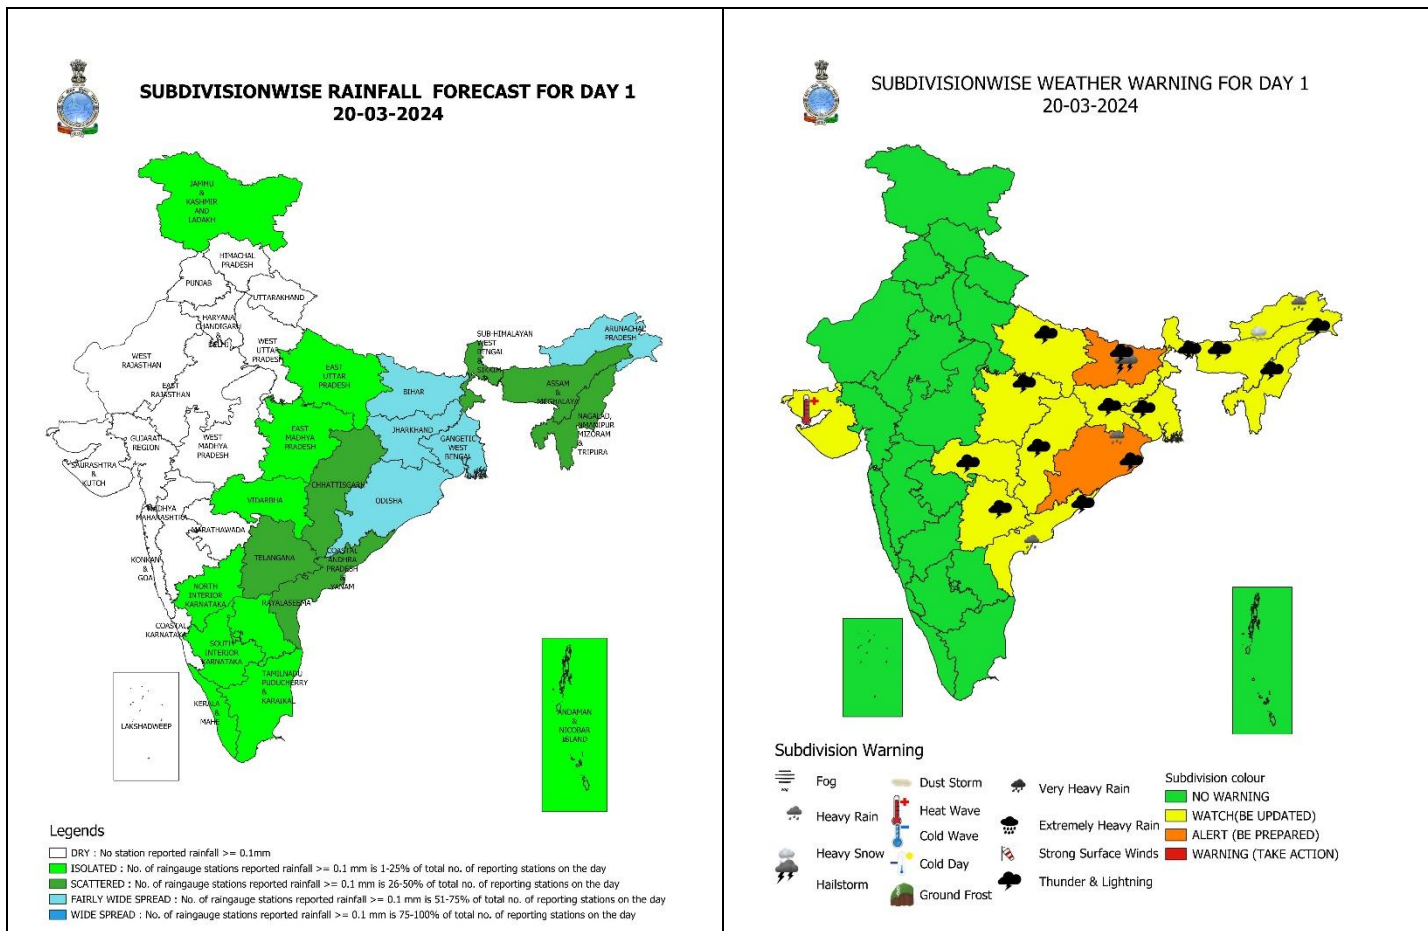 SUBDIVISIONWISE RAINFALL FORECAST FOR DAY 1
20-03-2024
JAMMU
&
KASHMIR
AND
LADAKH
HIMACHAL
PRADESH
PUNJAB
UTTARAKHAND
HARYANA
CHANDIGARH
&
DELHI
WEST
UTTAR
PRADESH
WEST
RAJASTHAN
EAST
RAJASTHAN
EAST
UTTAR
PRADESH
SUB-HIMALAYAN
WEST
BENGAL
&
SIKKIM
ARUNACHAL
PRADESH
BIHAR
ASSAM
&
MEGHALAYA
NAGALAD,
MANIPUR
MIZORAM
&
TRIPURA
GUJARAT
REGION
WEST
MADHYA
PRADESH
EAST
MADHYA
PRADESH
JHARKHAND
GANGETIC
WEST
BENGAL
SAURASHTRA
&
KUTCH
CHHATTISGARH
VIDARBHA
ODISHA
MADHYA
MAHARASHTRA
MARATHAWADA
TELANGANA
COASTAL
ANDHRA
PRADESH
&
YANAM
KONKAN
&
GOA
NORTH
INTERIOR
KARNATAKA
RAYALASEEMA
COASTAL
KARNATAKA
SOUTH
INTERIOR
KARNATAKA
TAMILNADU
PUDUCHERRY
&
KARAIKAL
KERALA
&
MAHE
LAKSHADWEEP
ANDAMAN
&
NICOBAR
ISLAND
Legends
DRY : No station reported rainfall >= 0.1mm
ISOLATED : No. of raingauge stations reported rainfall >= 0.1 mm is 1-25% of total no. of reporting stations on the day
SCATTERED : No. of raingauge stations reported rainfall >= 0.1 mm is 26-50% of total no. of reporting stations on the day
FAIRLY WIDE SPREAD : No. of raingauge stations reported rainfall >= 0.1 mm is 51-75% of total no. of reporting stations on the day
WIDE SPREAD : No. of raingauge stations reported rainfall >= 0.1 mm is 75-100% of total no. of reporting stations on the day
SUBDIVISIONWISE WEATHER WARNING FOR DAY 1
20-03-2024
Subdivision Warning
Fog
Heavy Rain
Heavy Snow
Hailstorm
Dust Storm
Heat Wave
Cold Wave
Cold Day
Ground Frost
Very Heavy Rain
Extremely Heavy Rain
Strong Surface Winds
Thunder & Lightning
Subdivision colour
NO WARNING
WATCH(BE UPDATED)
ALERT (BE PREPARED)
WARNING (TAKE ACTION)